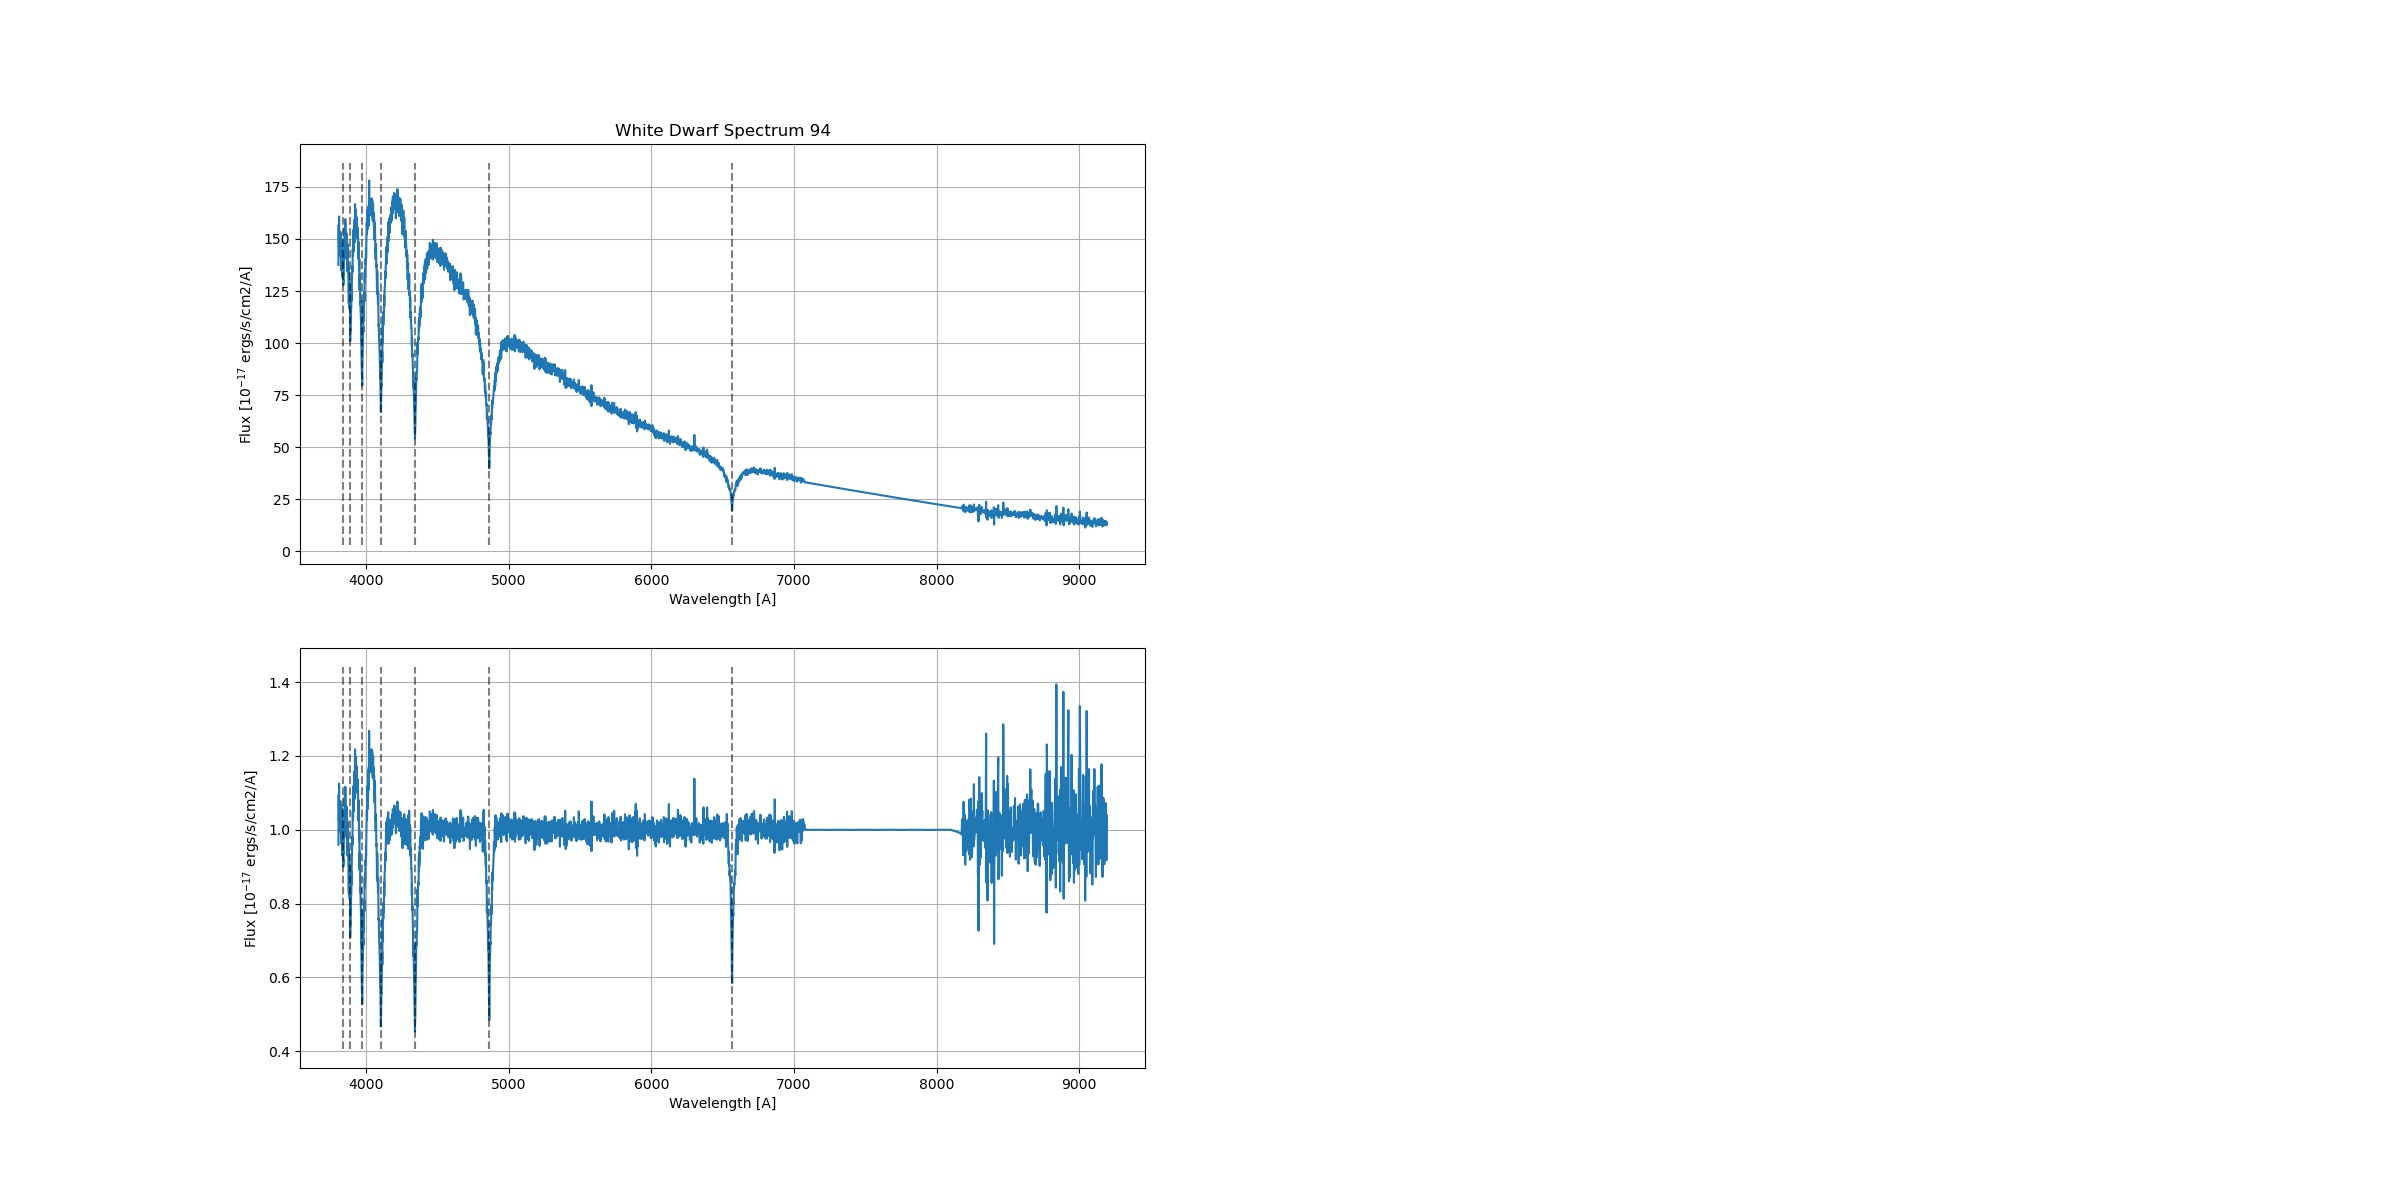 White Dwarf Spectrum 94
175
150
125
100
75
50
25
0
Flux [10⁻¹⁷ ergs/s/cm2/A]
4000 5000 6000 7000 8000 9000
Wavelength [A]
1.4
1.2
1.0
0.8
0.6
0.4
Flux [10⁻¹⁷ ergs/s/cm2/A]
4000 5000 6000 7000 8000 9000
Wavelength [A]